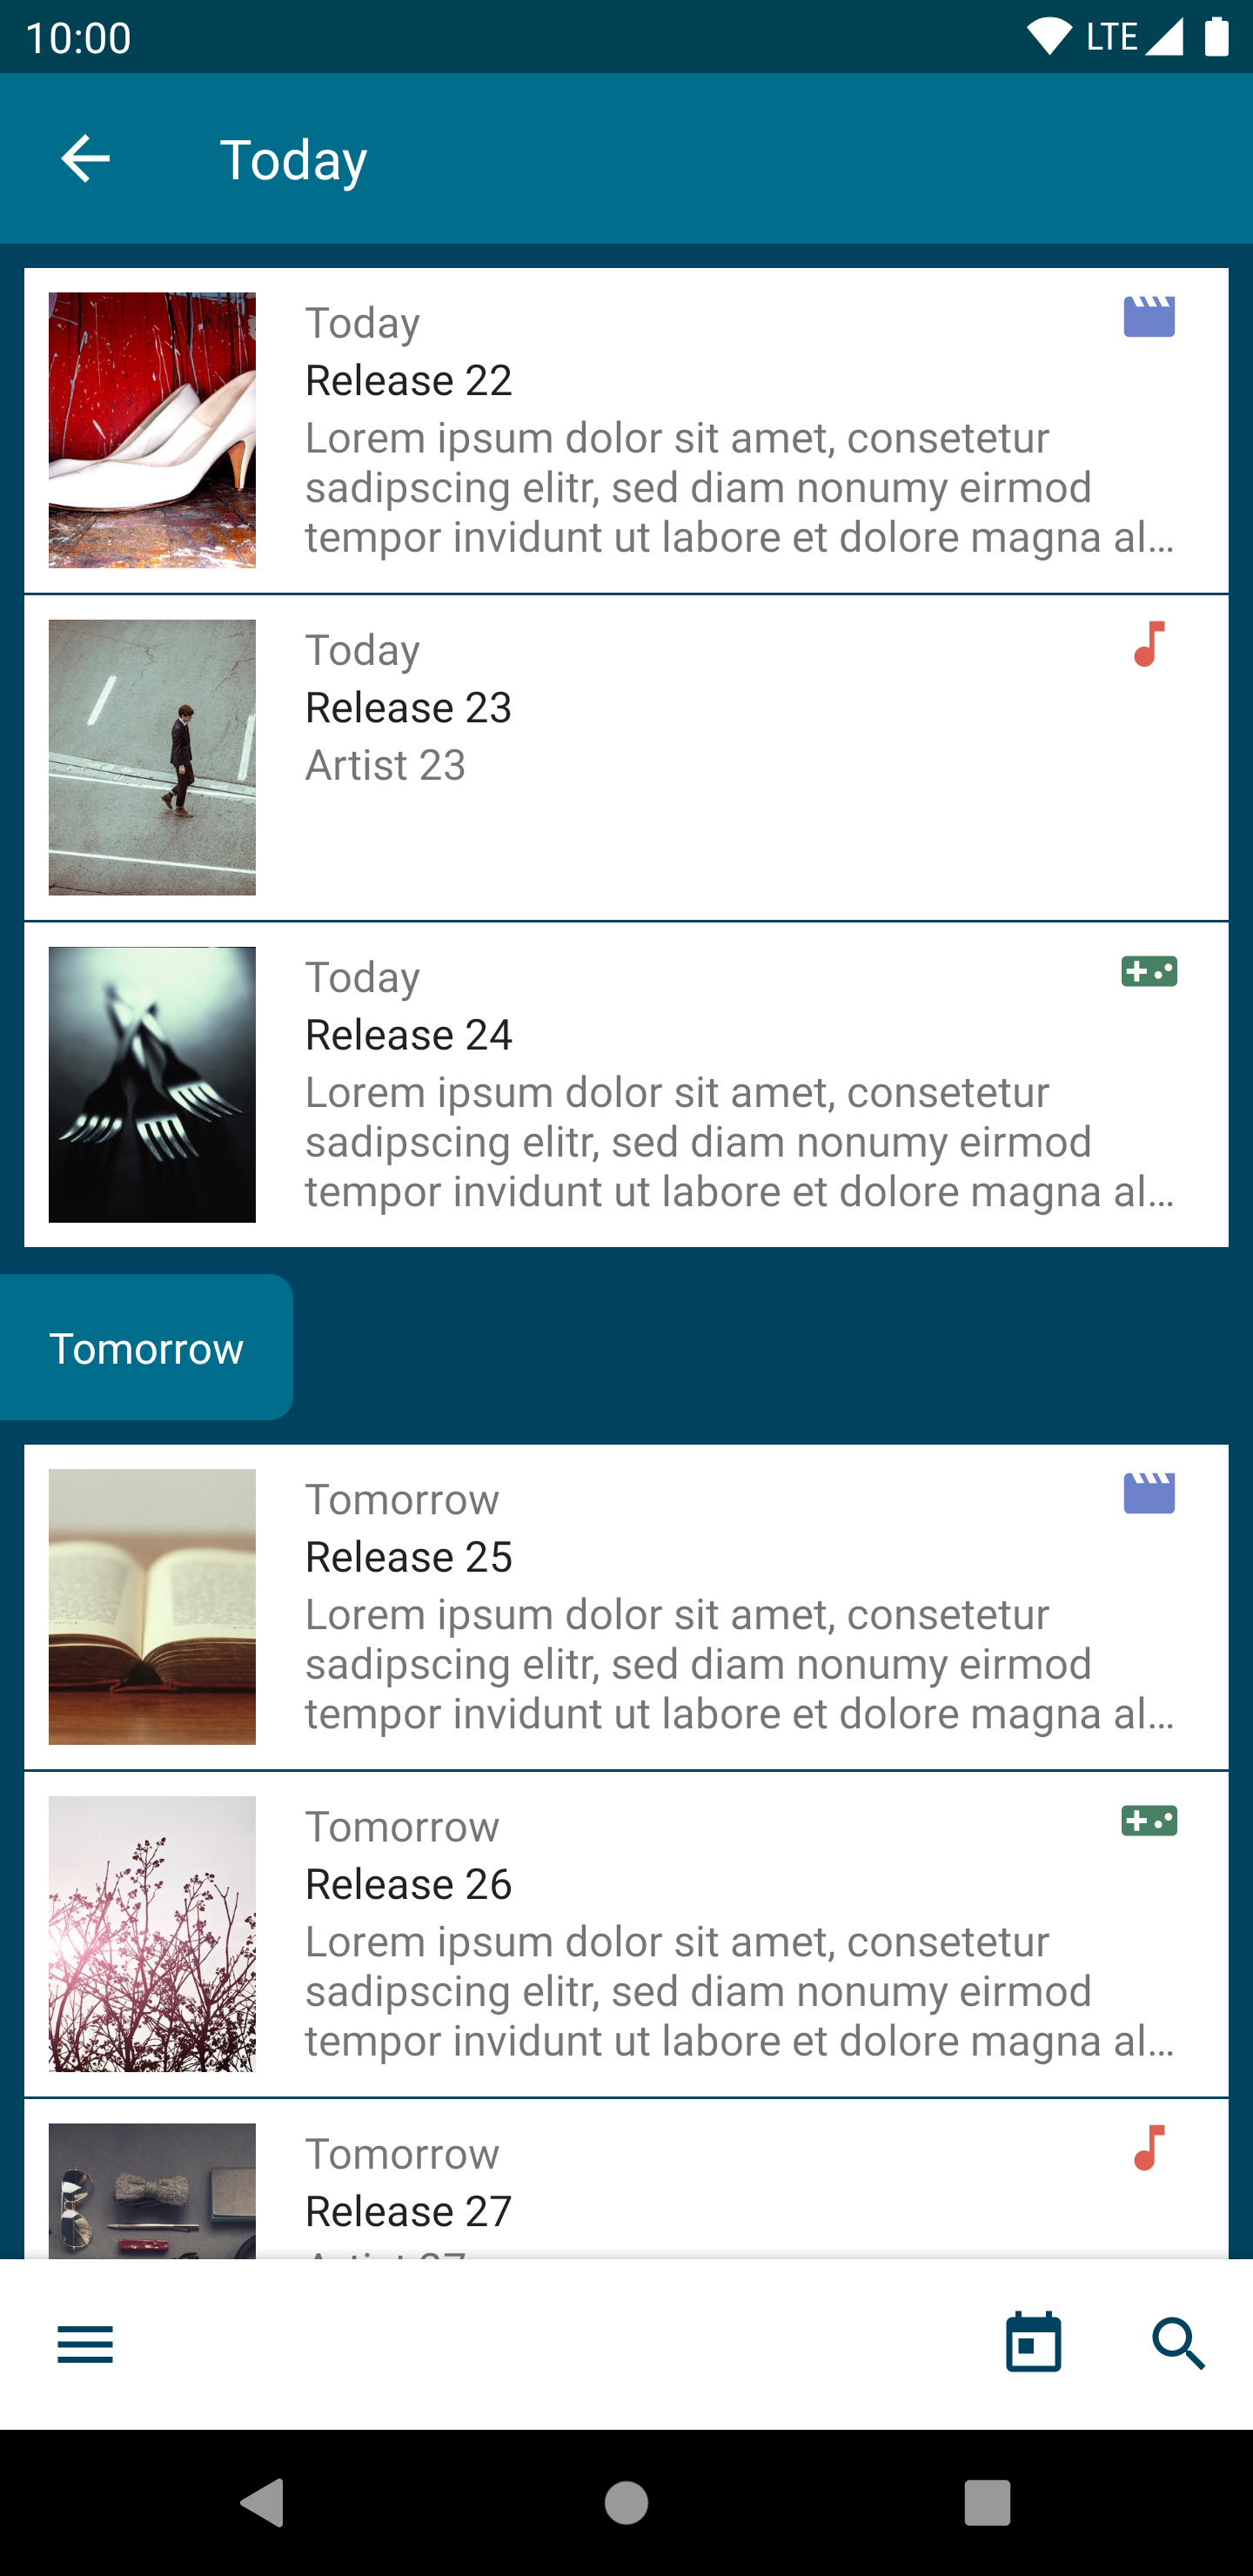 10:00 LTE
Today
Today
Release 22
Lorem ipsum dolor sit amet, consetetur
sadipscing elitr, sed diam nonumy eirmod
tempor invidunt ut labore et dolore magna al...
Today
Release 23
Artist 23
Today
Release 24
Lorem ipsum dolor sit amet, consetetur
sadipscing elitr, sed diam nonumy eirmod
tempor invidunt ut labore et dolore magna al...
Tomorrow
Tomorrow
Release 25
Lorem ipsum dolor sit amet, consetetur
sadipscing elitr, sed diam nonumy eirmod
tempor invidunt ut labore et dolore magna al...
Tomorrow
Release 26
Lorem ipsum dolor sit amet, consetetur
sadipscing elitr, sed diam nonumy eirmod
tempor invidunt ut labore et dolore magna al...
Tomorrow
Release 27